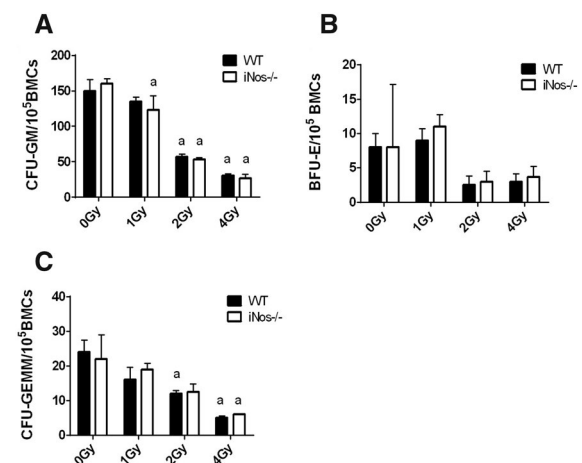 A
CFU-GM/10⁵BMCs
200
150
100
50
0
WT
iNos-/-
a
a a
a a
0Gy 1Gy 2Gy 4Gy
B
BFU-E/10⁵ BMCs
20
15
10
5
0
WT
iNos-/-
0Gy 1Gy 2Gy 4Gy
C
CFU-GEMM/10⁵BMCs
40
30
20
10
0
WT
iNos-/-
a
a a
0Gy 1Gy 2Gy 4Gy